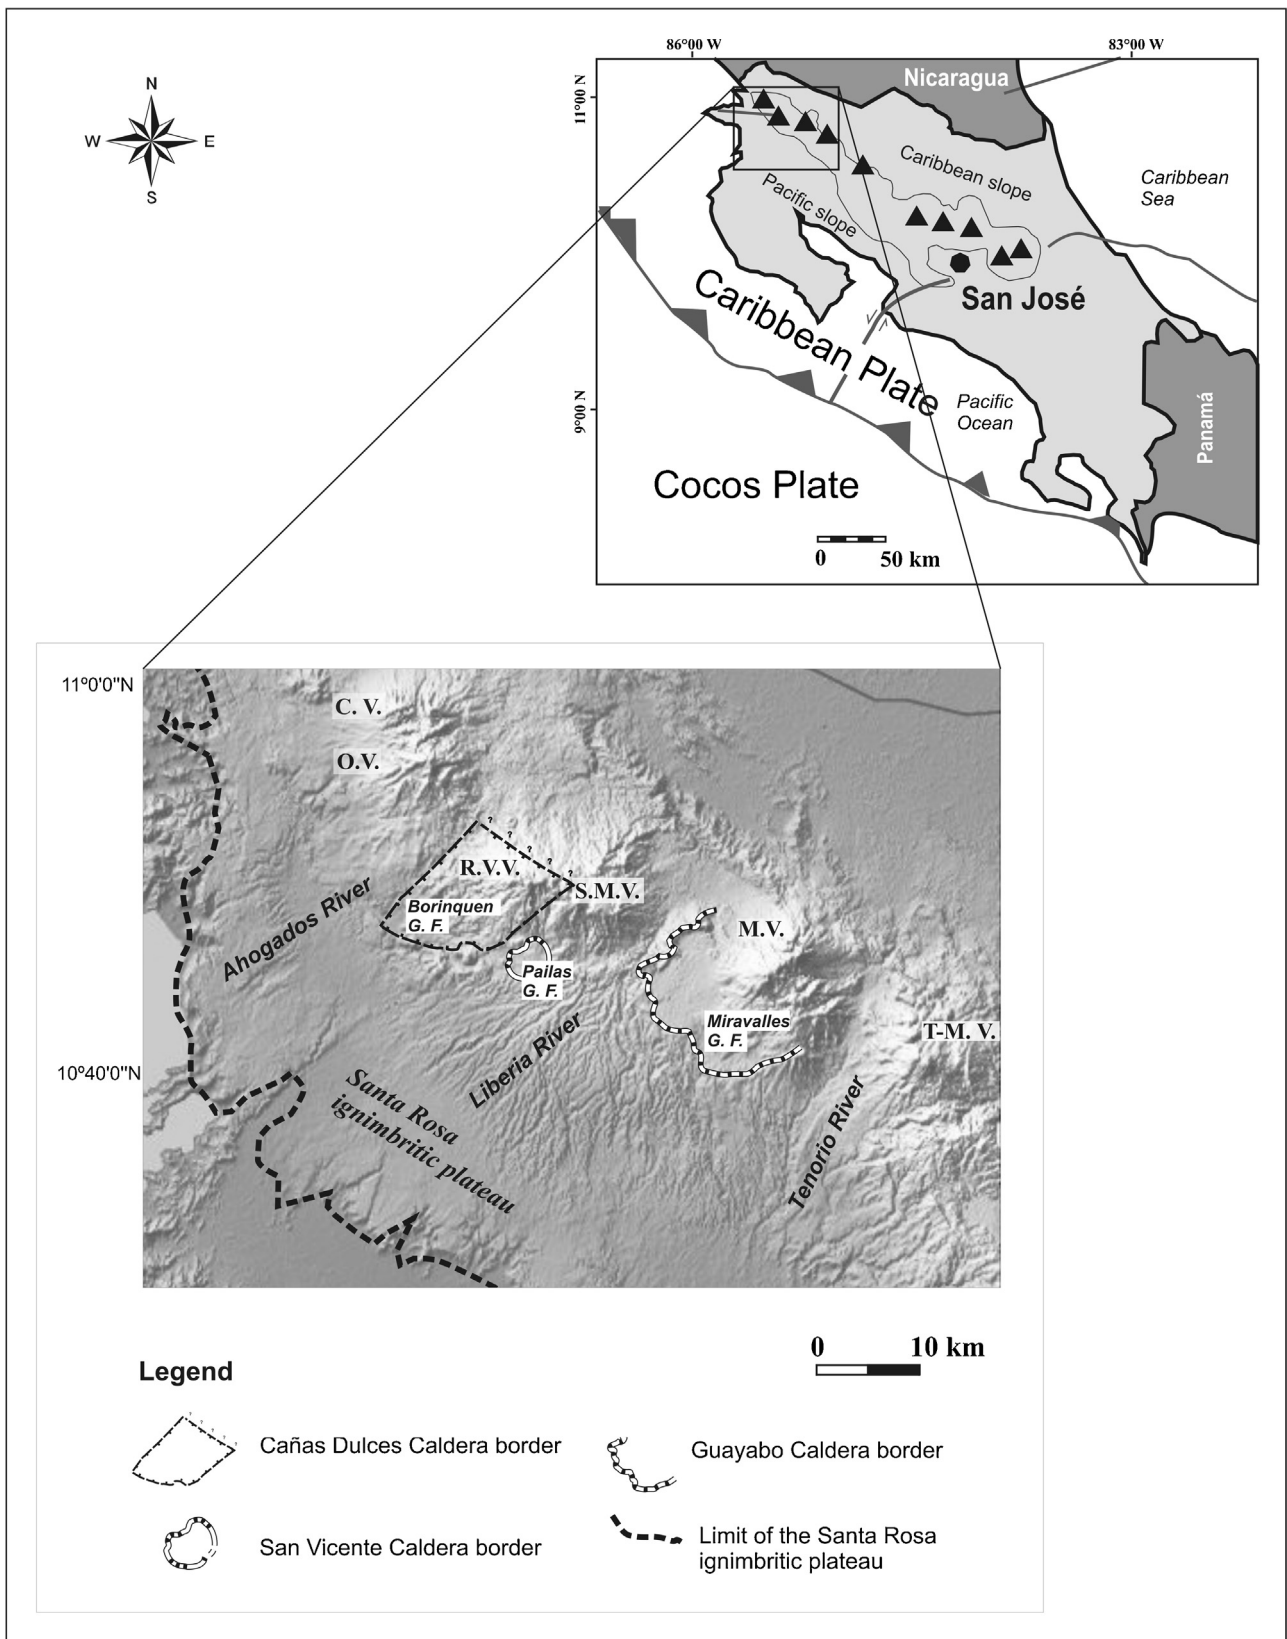 86°00 W
83°00 W
N
W
E
S
11°00 N
Nicaragua
Caribbean slope
Caribbean
Sea
Pacific slope
San José
Caribbean Plate
Pacific
Ocean
9°00 N
Panamá
Cocos Plate
0
50 km
11°0'0"N
C. V.
O.V.
R.V.V.
S.M.V.
Borinquen
G. F.
Ahogados River
M.V.
Pailas
G. F.
Miravalles
G. F.
T-M. V.
Liberia River
10°40'0"N
Santa Rosa
ignimbritic plateau
Tenorio River
0
10 km
Legend
Cañas Dulces Caldera border
Guayabo Caldera border
San Vicente Caldera border
Limit of the Santa Rosa
ignimbritic plateau